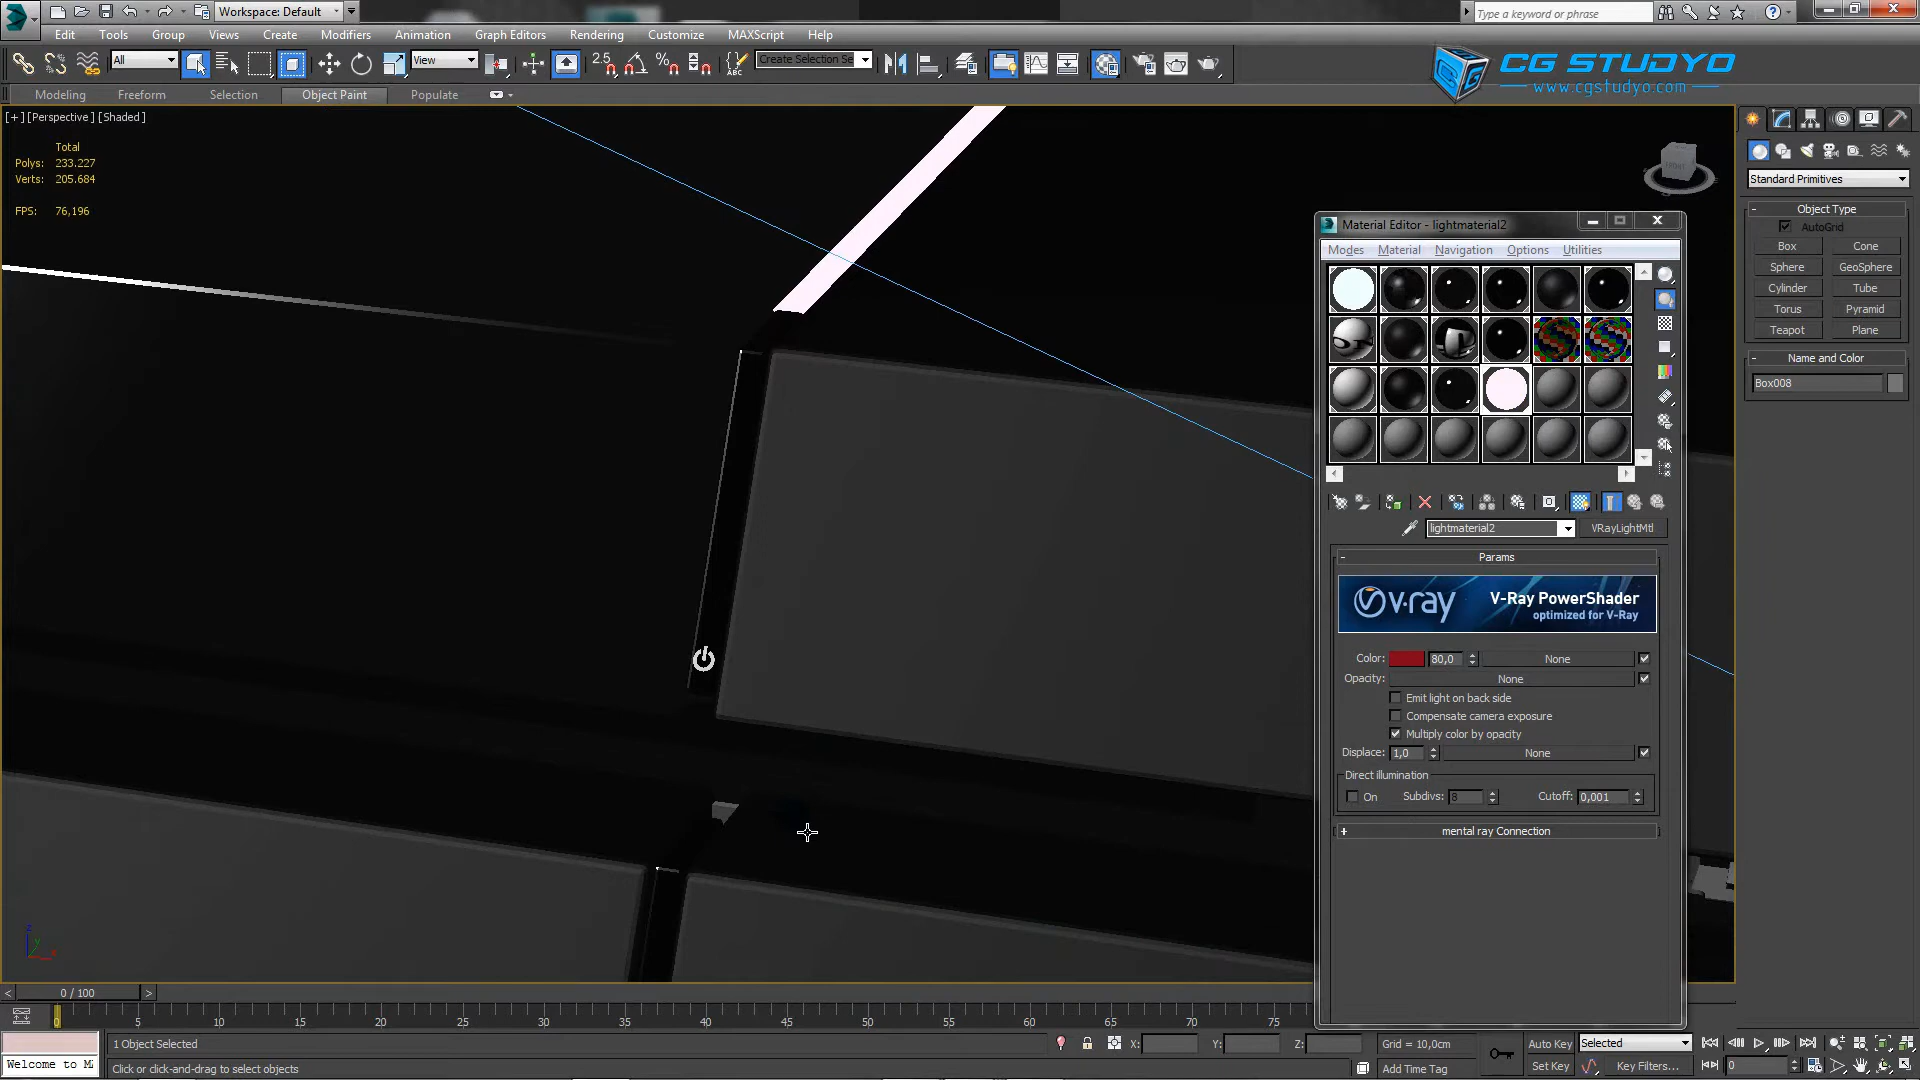 Workspace: Default
Type a keyword or phrase
Edit Tools Group Views Create Modifiers Animation Graph Editors Rendering Customize MAXScript Help
All
View
2.5
Create Selection Se
CG STUDYO
www.cgstudyo.com
Modeling Freeform Selection Object Paint Populate
[+] [Perspective] [Shaded]
Total
Polys: 233.227
Verts: 205.684
FPS: 76,196
FRONT
Standard Primitives
- Object Type
AutoGrid
Box Cone
Sphere GeoSphere
Cylinder Tube
Torus Pyramid
Teapot Plane
- Name and Color
Box008
Material Editor - lightmaterial2
Modes Material Navigation Options Utilities
lightmaterial2 VRayLightMtl
- Params
v·ray V-Ray PowerShader
optimized for V-Ray
Color: 80,0 None
Opacity: None
Emit light on back side
Compensate camera exposure
Multiply color by opacity
Displace: 1,0 None
Direct illumination
On Subdivs: 8 Cutoff: 0,001
+ mental ray Connection
z
y
x
< 0 / 100 >
0 5 10 15 20 25 30 35 40 45 50 55 60 65 70 75
1 Object Selected X: Y: Z: Grid = 10,0cm Auto Key Selected
Welcome to M
Click or click-and-drag to select objects Add Time Tag Set Key Key Filters... 0